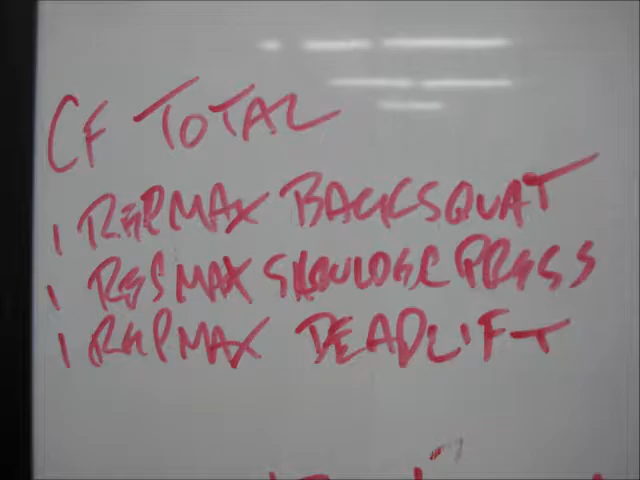 CF TOTAL
1 REPMAX BACKSQUAT
1 REPMAX SHOULDER PRESS
1 REPMAX DEADLIFT